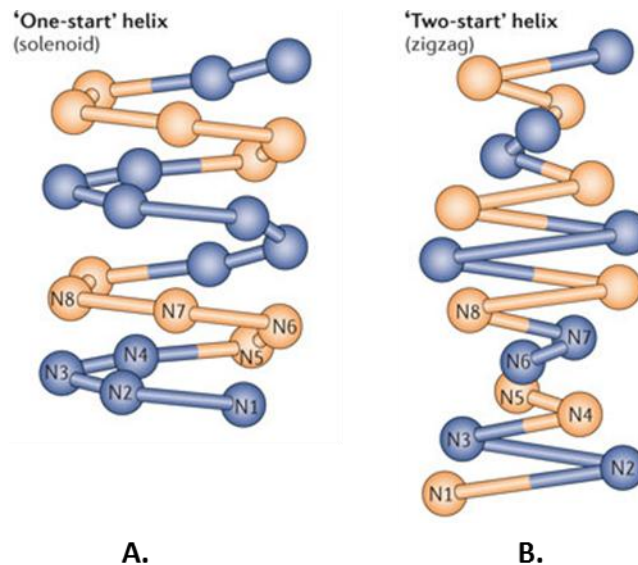 'One-start' helix
(solenoid)
N8
N7
N6
N5
N4
N3
N2
N1
A.
'Two-start' helix
(zigzag)
N8
N7
N6
N5
N4
N3
N2
N1
B.